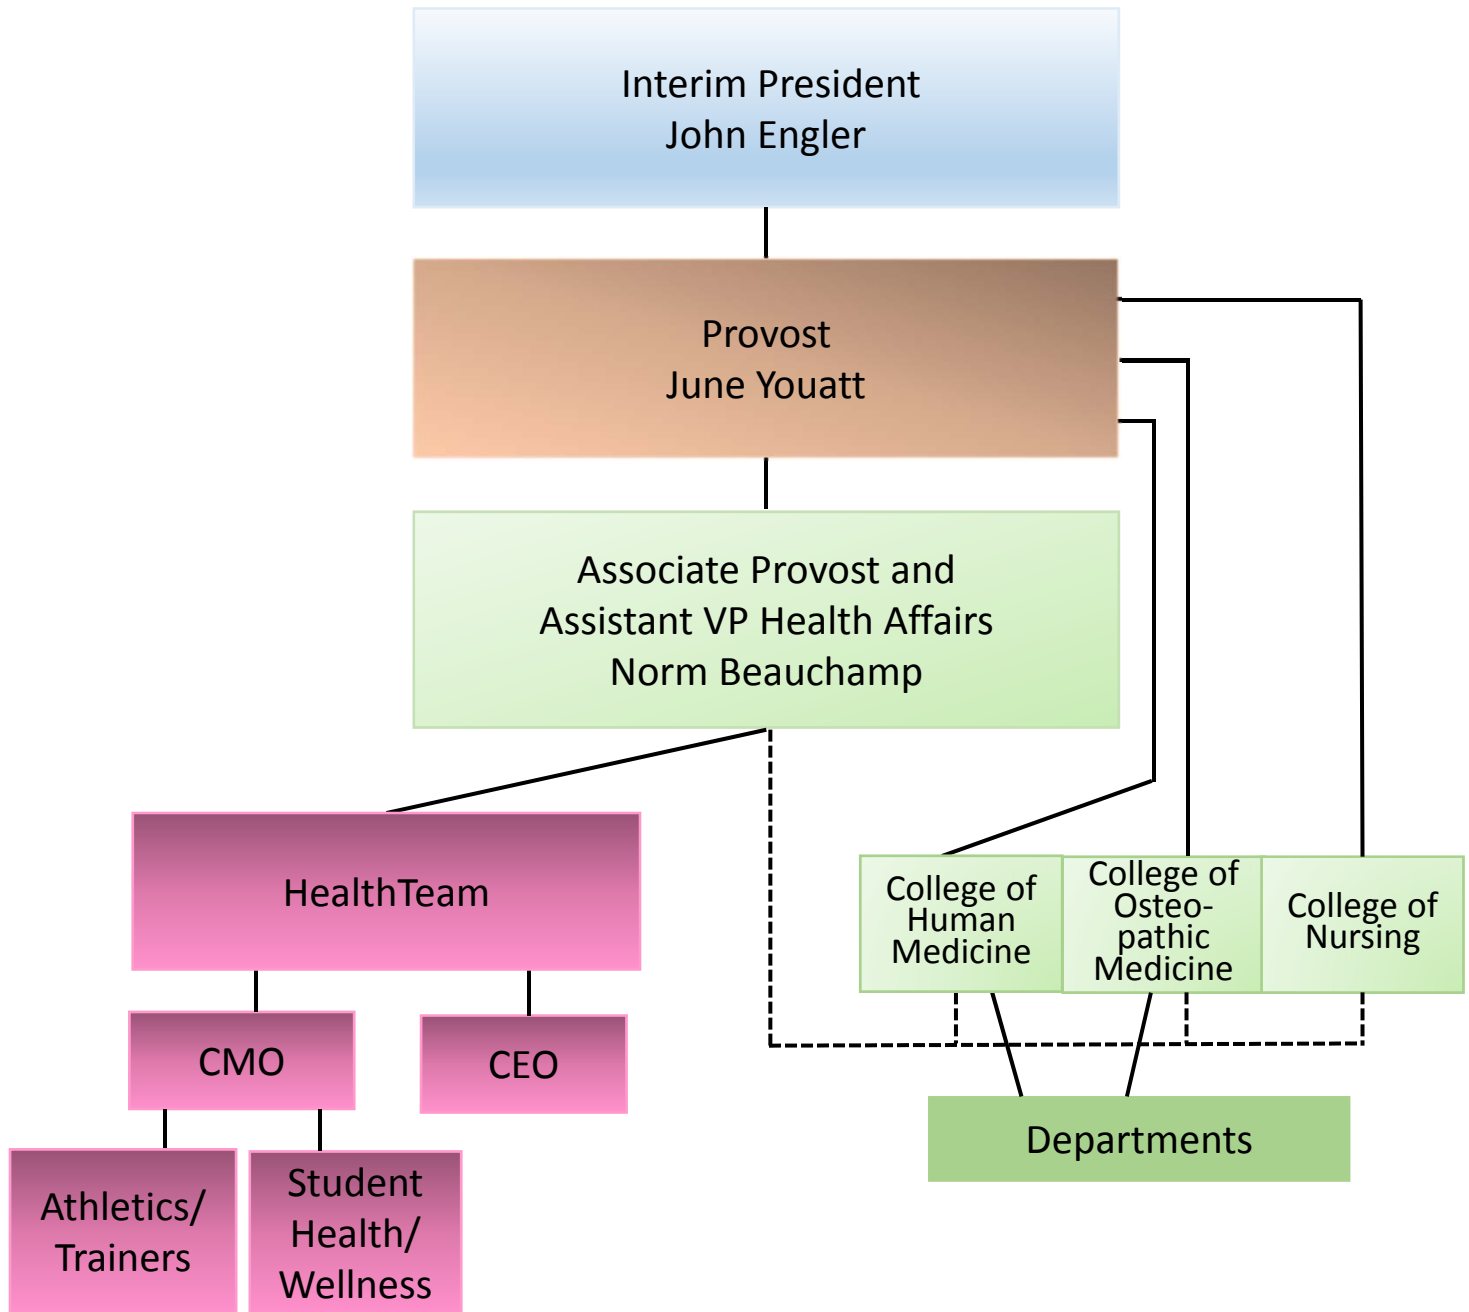 Interim President
John Engler
Provost
June Youatt
Associate Provost and
Assistant VP Health Affairs
Norm Beauchamp
HealthTeam
College of
Human
Medicine
College of
Osteo-
pathic
Medicine
College of
Nursing
CMO
CEO
Departments
Athletics/
Trainers
Student
Health/
Wellness